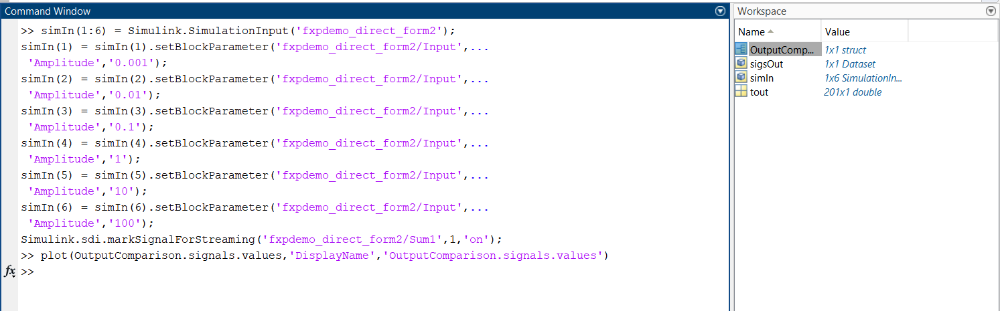 Command Window
>> simIn(1:6) = Simulink.SimulationInput('fxpdemo_direct_form2');
simIn(1) = simIn(1).setBlockParameter('fxpdemo_direct_form2/Input',...
'Amplitude','0.001');
simIn(2) = simIn(2).setBlockParameter('fxpdemo_direct_form2/Input',...
'Amplitude','0.01');
simIn(3) = simIn(3).setBlockParameter('fxpdemo_direct_form2/Input',...
'Amplitude','0.1');
simIn(4) = simIn(4).setBlockParameter('fxpdemo_direct_form2/Input',...
'Amplitude','1');
simIn(5) = simIn(5).setBlockParameter('fxpdemo_direct_form2/Input',...
'Amplitude','10');
simIn(6) = simIn(6).setBlockParameter('fxpdemo_direct_form2/Input',...
'Amplitude','100');
Simulink.sdi.markSignalForStreaming('fxpdemo_direct_form2/Sum1',1,'on');
>> plot(OutputComparison.signals.values,'DisplayName','OutputComparison.signals.values')
fx >>
Workspace
Name Value
OutputComp... 1x1 struct
sigsOut 1x1 Dataset
simIn 1x6 SimulationIn...
tout 201x1 double